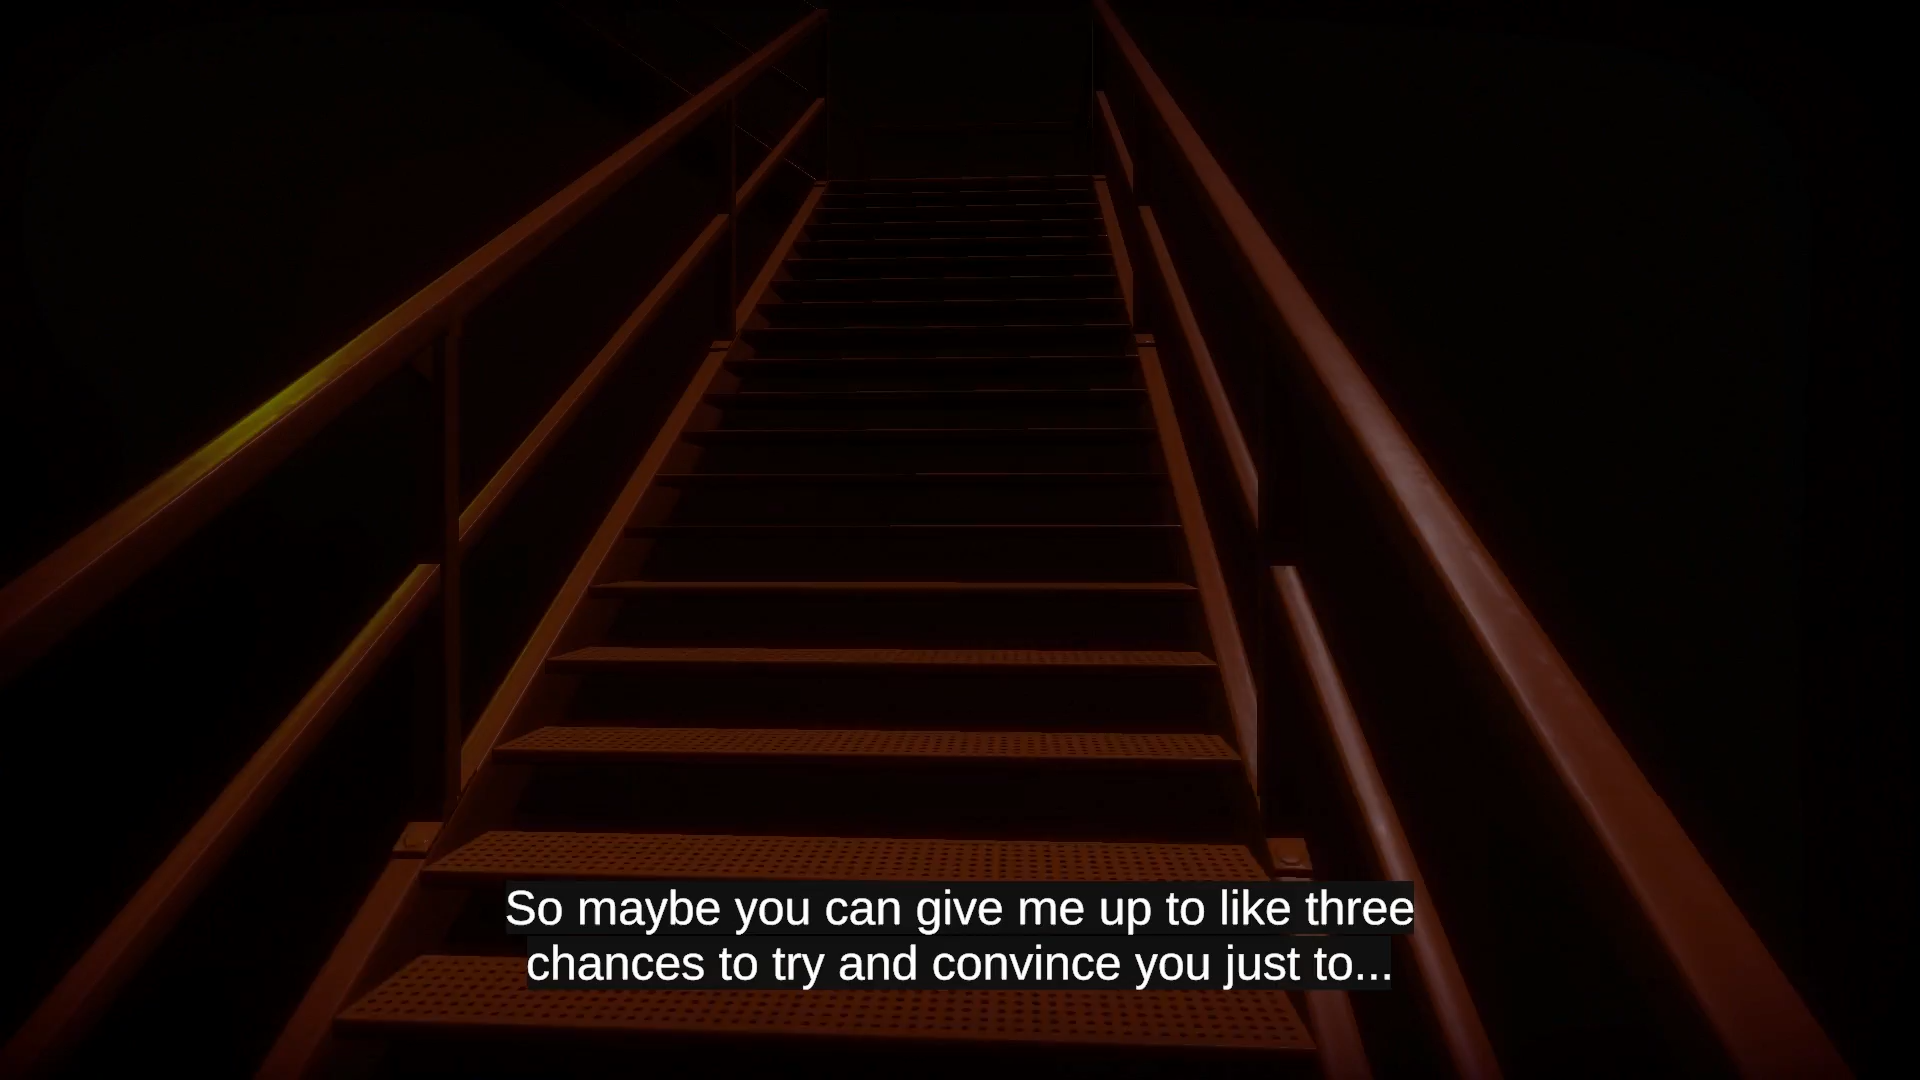 So maybe you can give me up to like three
chances to try and convince you just to...